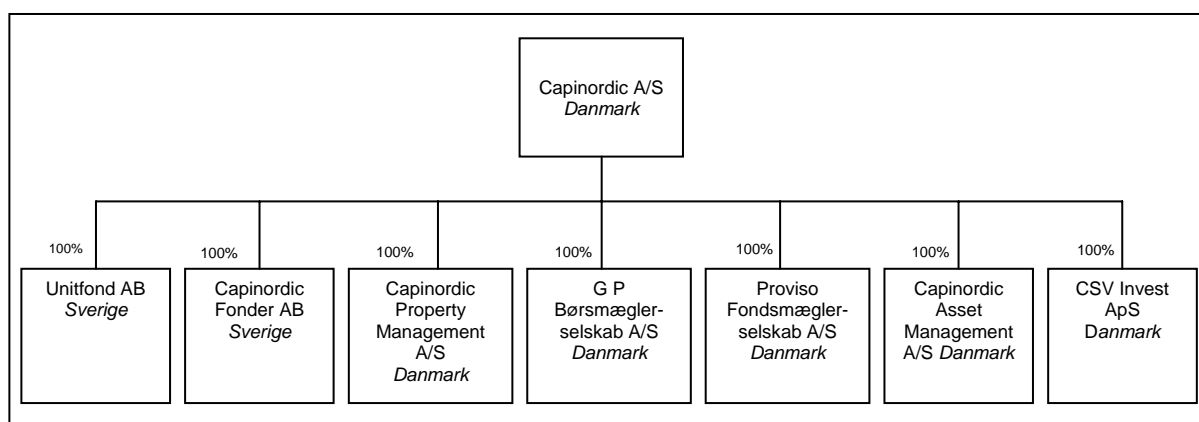 Capinordic A/S
Danmark
100%
100%
100%
100%
100%
100%
100%
Unitfond AB
Sverige
Capinordic
Fonder AB
Sverige
Capinordic
Property
Management
A/S
Danmark
G P
Børsmægler-
selskab A/S
Danmark
Proviso
Fondsmægler-
selskab A/S
Danmark
Capinordic
Asset
Management
A/S Danmark
CSV Invest
ApS
Danmark